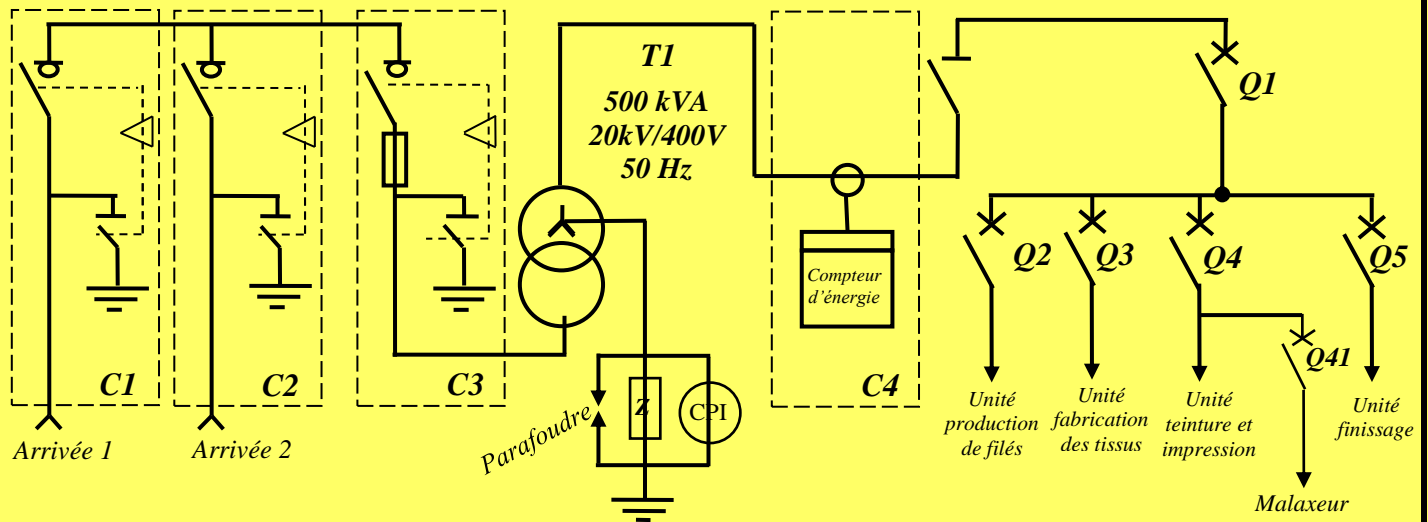 T1
500 kVA
20kV/400V
50 Hz
Q1
Q2
Q3
Q4
Q5
Q41
Compteur
d’énergie
C1
C2
C3
C4
Z
CPI
Parafoudre
Arrivée 1
Arrivée 2
Unité
production
de filés
Unité
fabrication
des tissus
Unité
teinture et
impression
Unité
finissage
Malaxeur